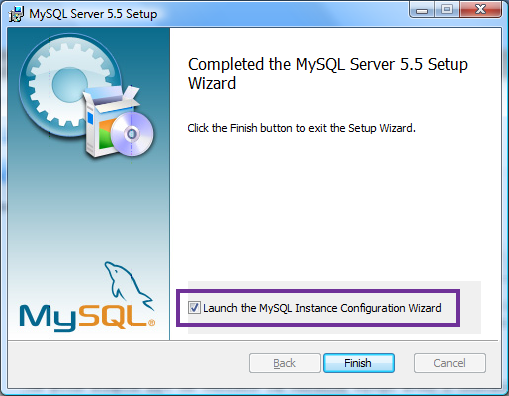 MySQL Server 5.5 Setup
Completed the MySQL Server 5.5 Setup
Wizard
Click the Finish button to exit the Setup Wizard.
MySQL®
Launch the MySQL Instance Configuration Wizard
Back
Finish
Cancel